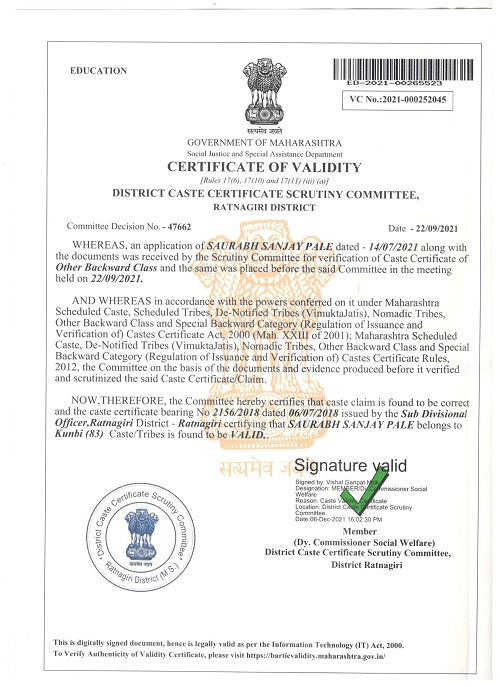 EDUCATION
ED-2021-00265523
VC No.:2021-000252045
सत्यमेव जयते
GOVERNMENT OF MAHARASHTRA
Social Justice and Special Assistance Department
CERTIFICATE OF VALIDITY
[Rules 17(6), 17(10) and 17(11) (iii) (a)]
DISTRICT CASTE CERTIFICATE SCRUTINY COMMITTEE,
RATNAGIRI DISTRICT
Committee Decision No. - 47662
Date - 22/09/2021
WHEREAS, an application of SAURABH SANJAY PALE dated - 14/07/2021 along with
the documents was received by the Scrutiny Committee for verification of Caste Certificate of
Other Backward Class and the same was placed before the said Committee in the meeting
held on 22/09/2021.
AND WHEREAS in accordance with the powers conferred on it under Maharashtra
Scheduled Caste, Scheduled Tribes, De-Notified Tribes (VimuktaJatis), Nomadic Tribes,
Other Backward Class and Special Backward Category (Regulation of Issuance and
Verification of) Castes Certificate Act, 2000 (Mah. XXIII of 2001); Maharashtra Scheduled
Caste, De-Notified Tribes (VimuktaJatis), Nomadic Tribes, Other Backward Class and Special
Backward Category (Regulation of Issuance and Verification of) Castes Certificate Rules,
2012, the Committee on the basis of the documents and evidence produced before it verified
and scrutinized the said Caste Certificate/Claim.
NOW,THEREFORE, the Committee hereby certifies that caste claim is found to be correct
and the caste certificate bearing No 2156/2018 dated 06/07/2018 issued by the Sub Divisional
Officer,Ratnagiri District - Ratnagiri certifying that SAURABH SANJAY PALE belongs to
Kunbi (83) Caste/Tribes is found to be VALID..
सत्यमेव जयते
Signature valid
Signed by: Vishal Ganpat
Designation: MEMBER/Dy Commissioner Social
Welfare
Reason: Caste Validity Certificate
Location: District Caste Certificate Scrutiny
Committee
Date:06-Dec-2021 16:02:30 PM
District Caste Certificate Scrutiny Committee
सत्यमेव जयते
Ratnagiri District (M.S.)
Member
(Dy. Commissioner Social Welfare)
District Caste Certificate Scrutiny Committee,
District Ratnagiri
This is digitally signed document, hence is legally valid as per the Information Technology (IT) Act, 2000.
To Verify Authenticity of Validity Certificate, please visit https://bartievalidity.maharashtra.gov.in/